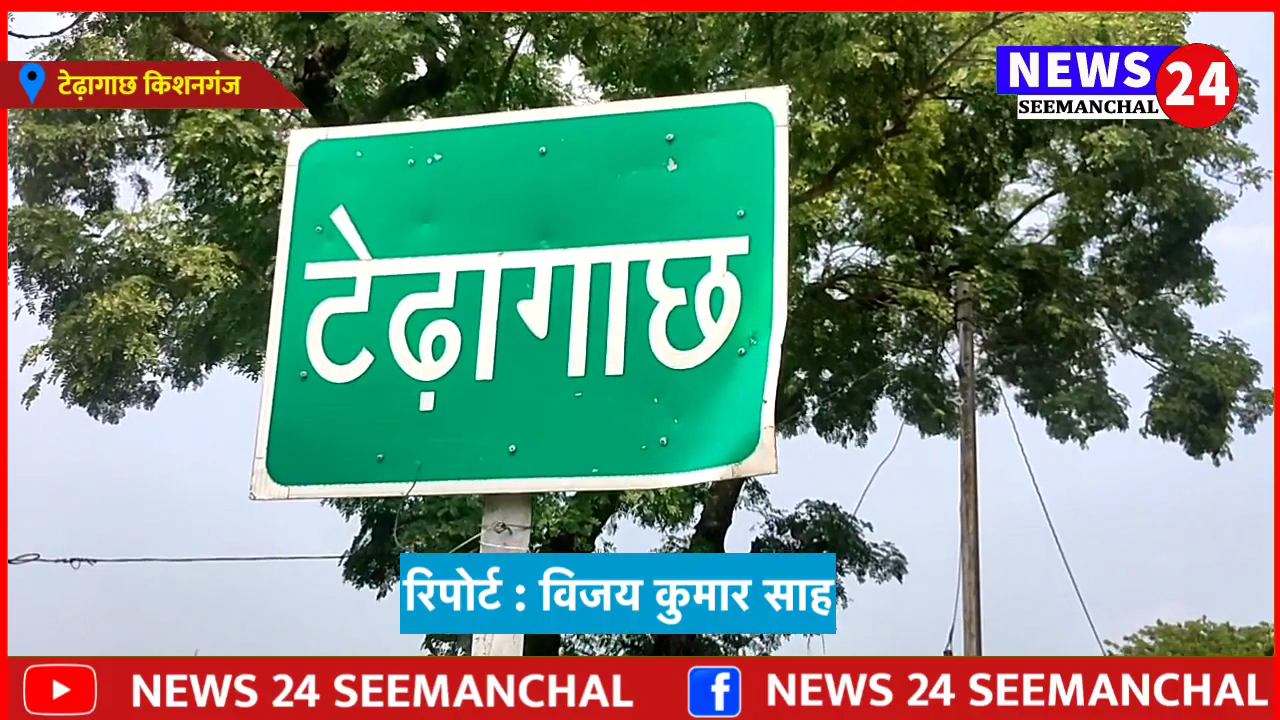 टेढ़ागाछ किशनगंज
NEWS 24
SEEMANCHAL
टेढ़ागाछ
रिपोर्ट : विजय कुमार साह
NEWS 24 SEEMANCHAL
NEWS 24 SEEMANCHAL